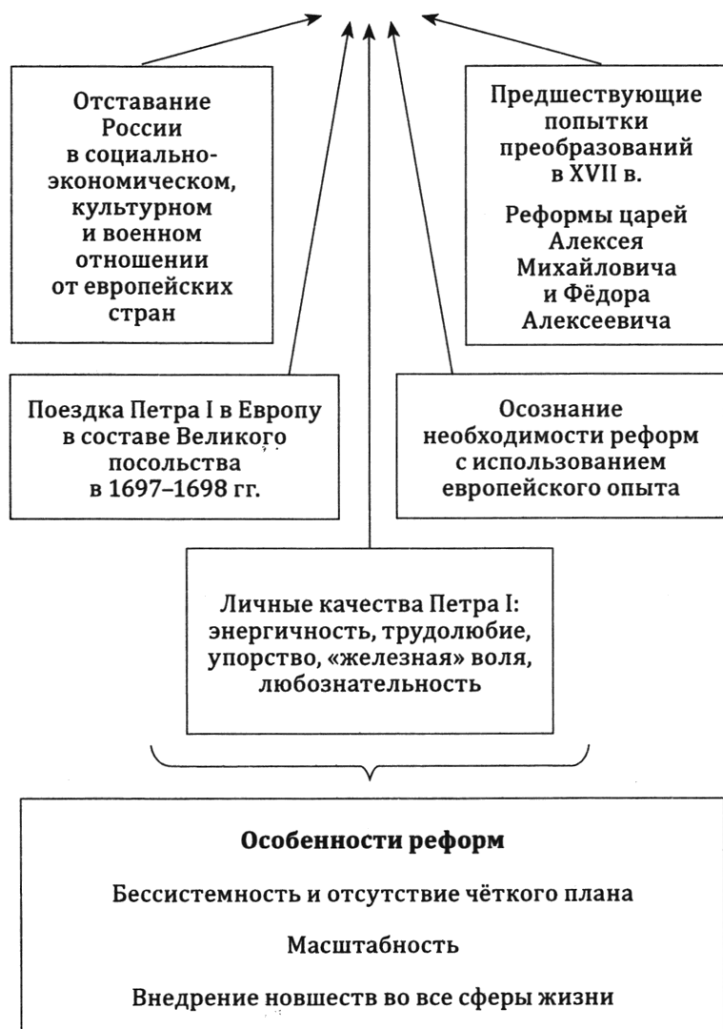 Отставание
России
в социально-
экономическом,
культурном
и военном
отношении
от европейских
стран
Предшествующие
попытки
преобразований
в XVII в.
Реформы царей
Алексея
Михайловича
и Фёдора
Алексеевича
Поездка Петра I в Европу
в составе Великого
посольства
в 1697–1698 гг.
Осознание
необходимости реформ
с использованием
европейского опыта
Личные качества Петра I:
энергичность, трудолюбие,
упорство, «железная» воля,
любознательность
Особенности реформ
Бессистемность и отсутствие чёткого плана
Масштабность
Внедрение новшеств во все сферы жизни